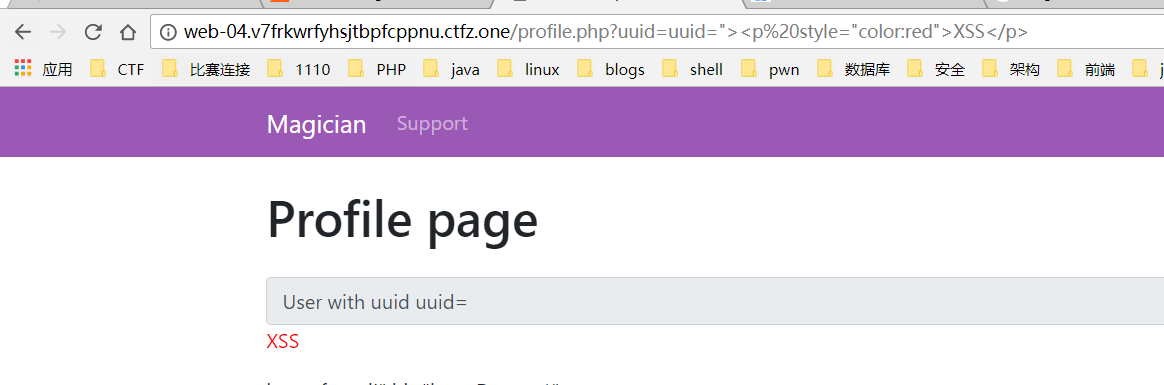 web-04.v7frkwrfyhsjtbpfcppnu.ctfz.one/profile.php?uuid=uuid="><p%20style="color:red">XSS</p>
应用 CTF 比赛连接 1110 PHP java linux blogs shell pwn 数据库 安全 架构 前端 j
Magician Support
Profile page
User with uuid uuid=
XSS